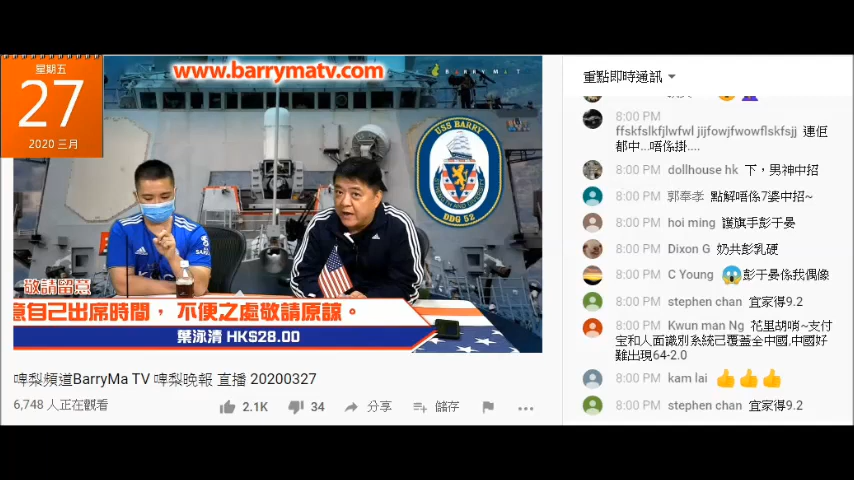 www.barrymatv.com
BARRYMA T
星期五
27
2020 三月
USS BARRY
DDG 52
敬請留意
意自己出席時間，不便之處敬請原諒。
葉泳清 HK$28.00
啤梨頻道BarryMa TV 啤梨晚報 直播 20200327
6,748 人正在觀看
2.1K
34
分享
儲存
重點即時通訊
8:00 PM
ffskfslkfjlwfwl jijfowjfwowflskfsjj 連佢
都中...唔係掛....
8:00 PM dollhouse hk 下，男神中招
8:00 PM 郭奉孝 點解唔係7婆中招~
8:00 PM hoi ming 護旗手彭于晏
8:00 PM Dixon G 奶共彭乳硬
8:00 PM C Young 😱彭于晏係我偶像
8:00 PM stephen chan 宜家得9.2
8:00 PM Kwun man Ng 花里胡哨~支付
宝和人面識別系統己覆蓋全中國,中國好
難出現64-2.0
8:00 PM kam lai 👍👍👍
8:00 PM stephen chan 宜家得9.2